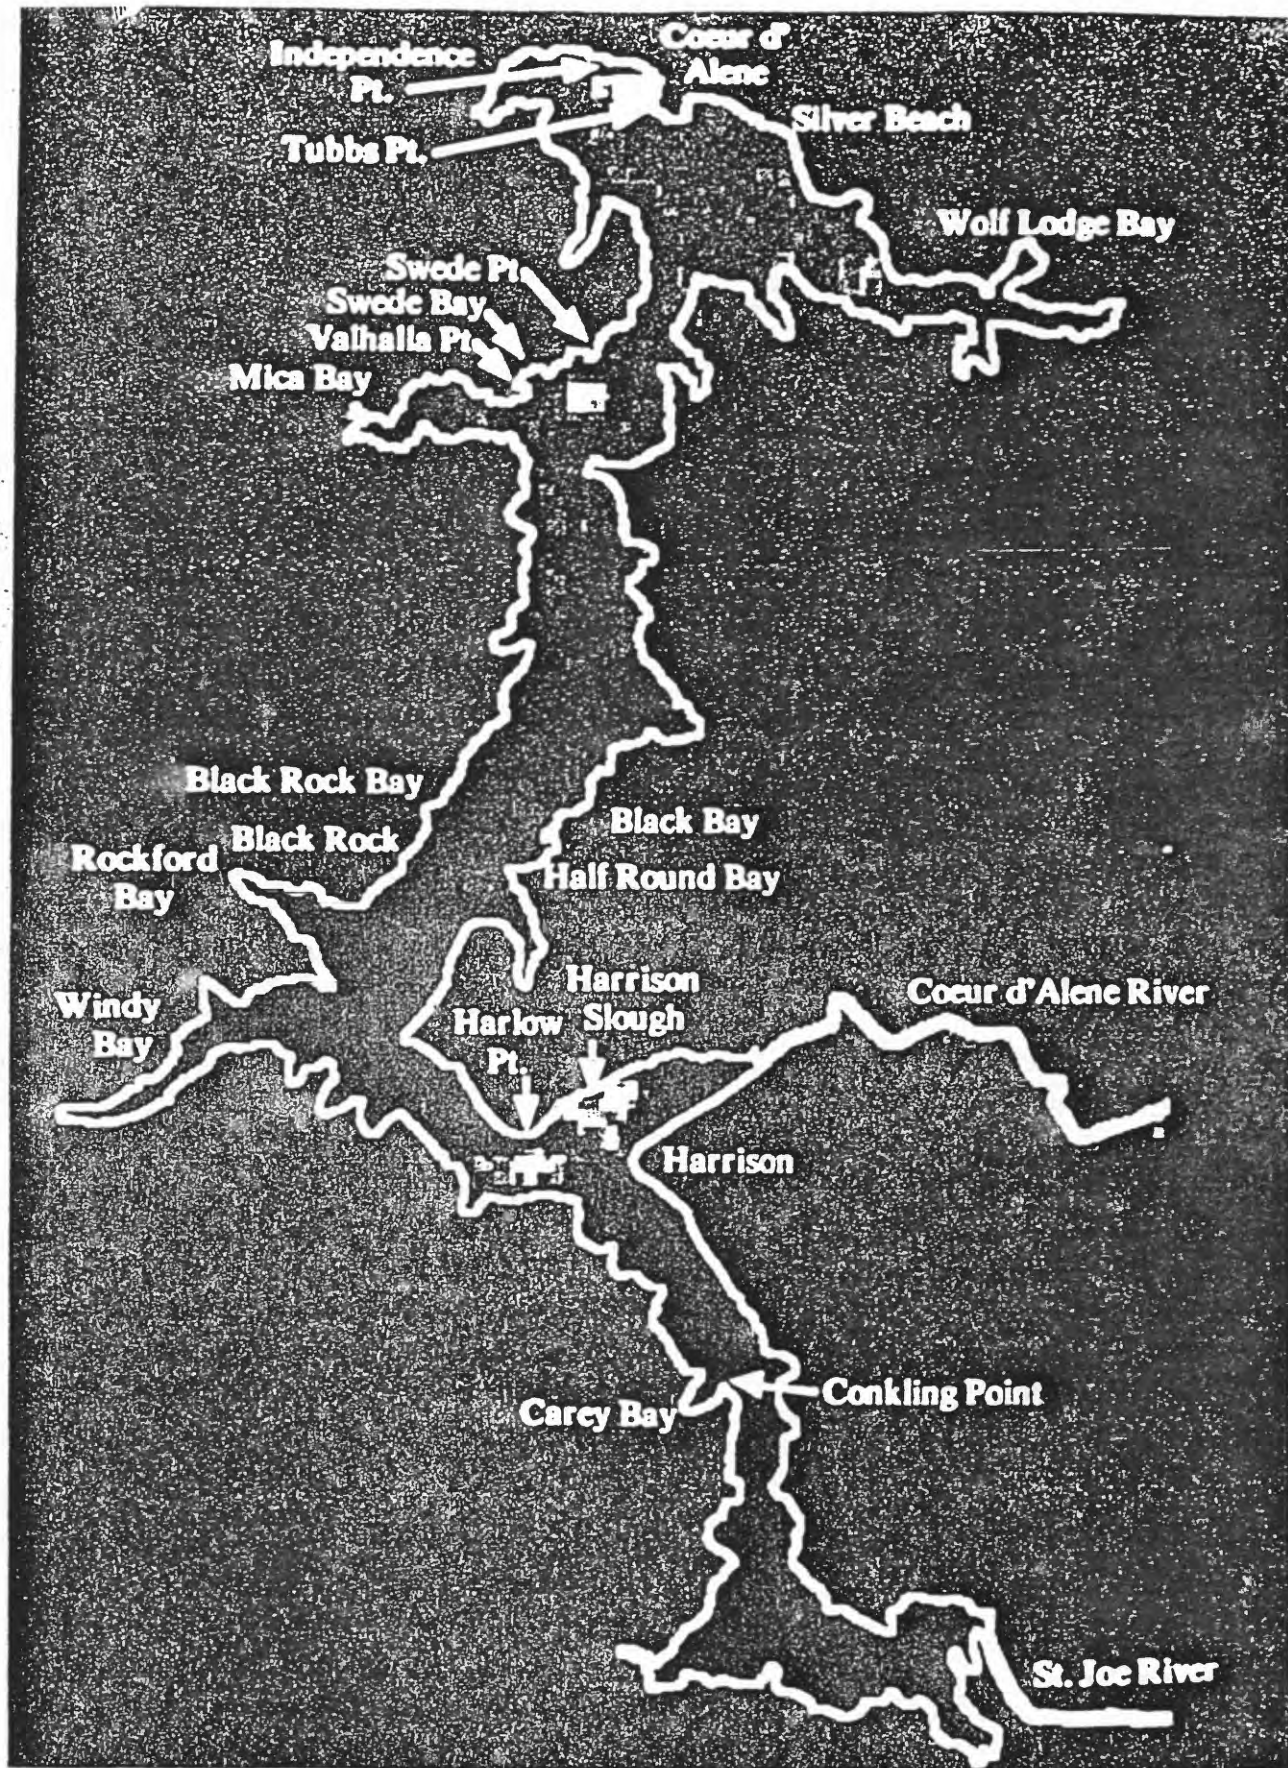 Independence
Pt.
Coeur d'
Alene
Tubbs Pt.
Silver Beach
Wolf Lodge Bay
Swede Pt.
Swede Bay
Valhalla Pt.
Mica Bay
Black Rock Bay
Black Rock
Black Bay
Rockford
Bay
Half Round Bay
Windy
Bay
Harlow
Pt.
Harrison
Slough
Coeur d'Alene River
Harrison
Conkling Point
Carey Bay
St. Joe River